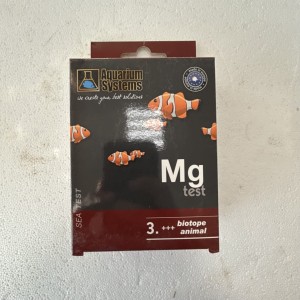 Aquarium
Systems
we create your best solutions
Mg
test
SEA TEST
3. +++ biotope
animal